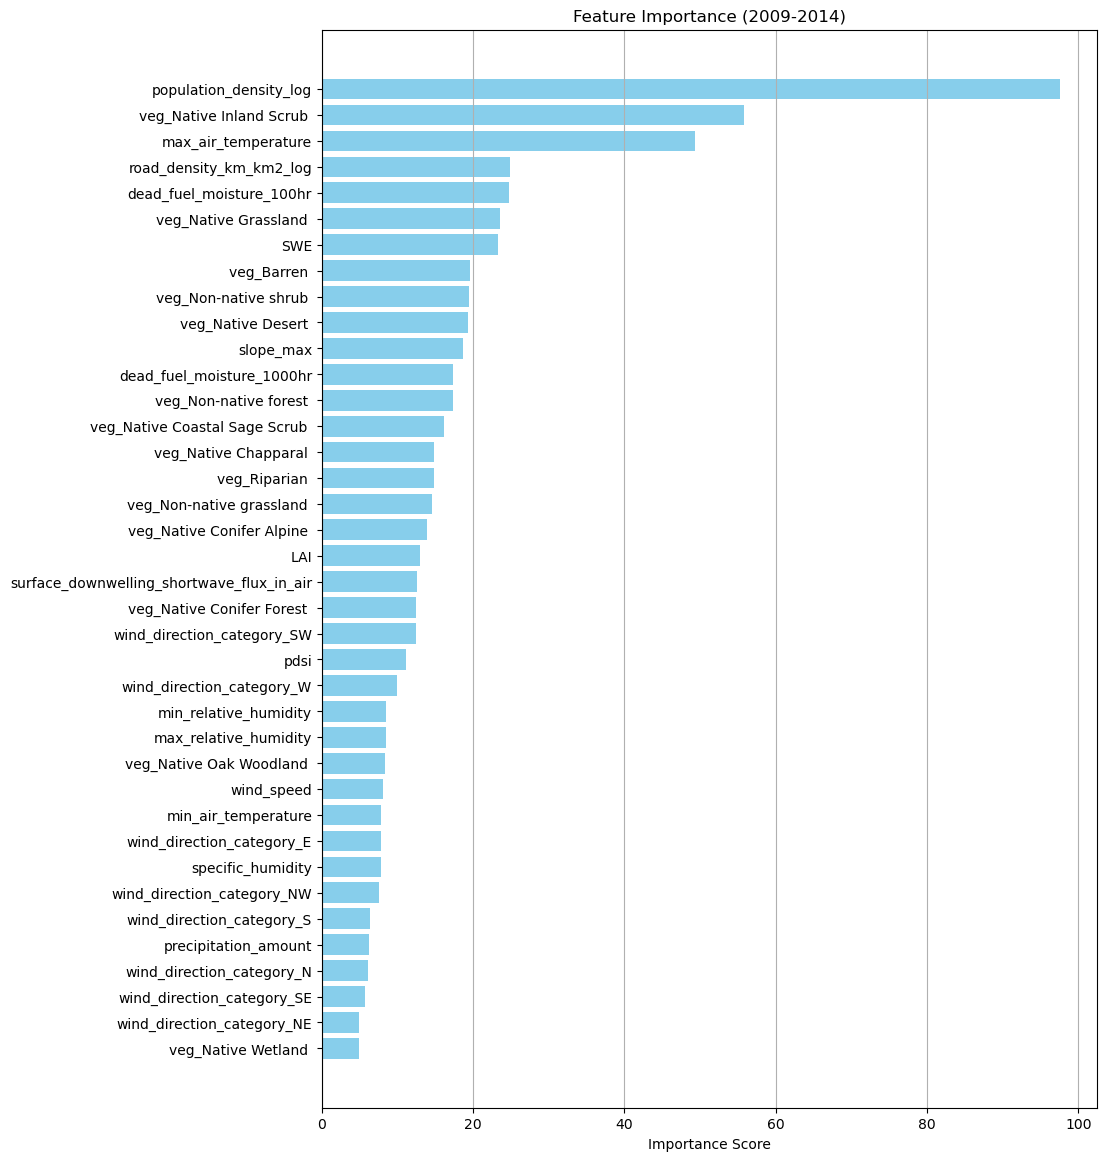 Feature Importance (2009-2014)
population_density_log
veg_Native Inland Scrub
max_air_temperature
road_density_km_km2_log
dead_fuel_moisture_100hr
veg_Native Grassland
SWE
veg_Barren
veg_Non-native shrub
veg_Native Desert
slope_max
dead_fuel_moisture_1000hr
veg_Non-native forest
veg_Native Coastal Sage Scrub
veg_Native Chapparal
veg_Riparian
veg_Non-native grassland
veg_Native Conifer Alpine
LAI
surface_downwelling_shortwave_flux_in_air
veg_Native Conifer Forest
wind_direction_category_SW
pdsi
wind_direction_category_W
min_relative_humidity
max_relative_humidity
veg_Native Oak Woodland
wind_speed
min_air_temperature
wind_direction_category_E
specific_humidity
wind_direction_category_NW
wind_direction_category_S
precipitation_amount
wind_direction_category_N
wind_direction_category_SE
wind_direction_category_NE
veg_Native Wetland
0 20 40 60 80 100
Importance Score